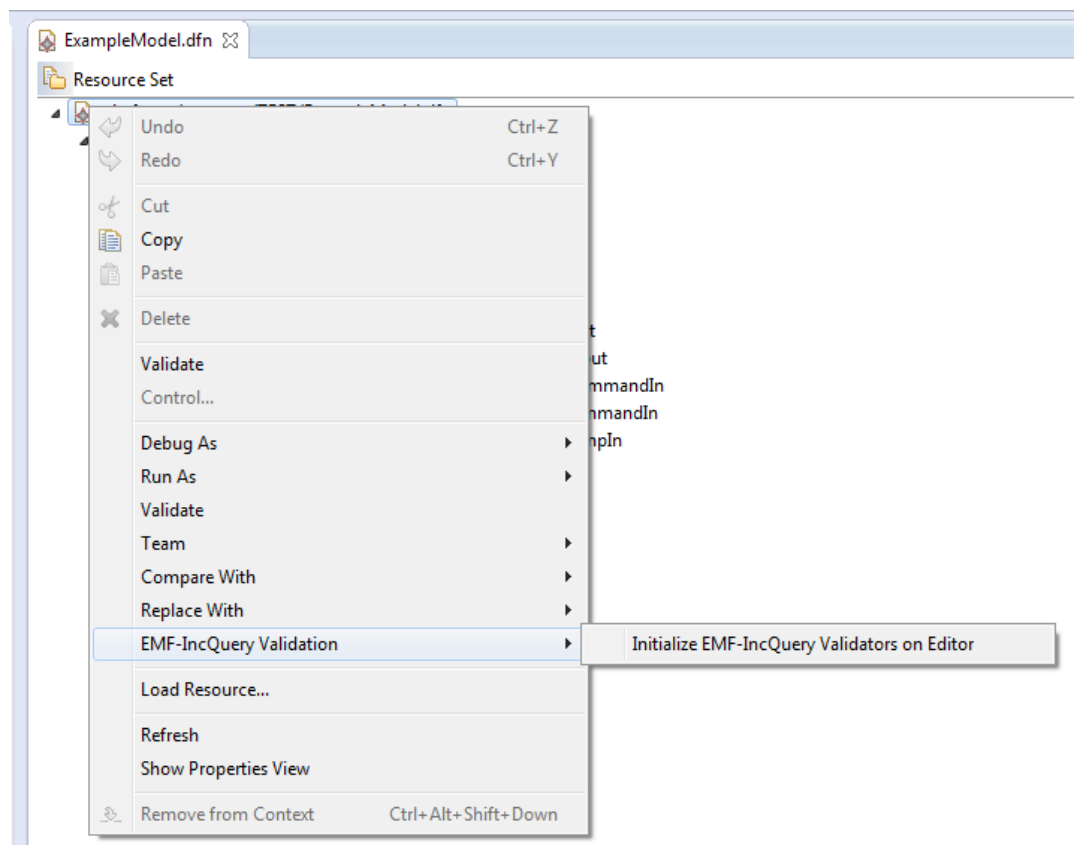 ExampleModel.dfn
Resource Set
Undo Ctrl+Z
Redo Ctrl+Y
Cut
Copy
Paste
Delete
t
ut
Validate
mmandIn
Control...
mmandIn
Debug As
npIn
Run As
Validate
Team
Compare With
Replace With
EMF-IncQuery Validation Initialize EMF-IncQuery Validators on Editor
Load Resource...
Refresh
Show Properties View
Remove from Context Ctrl+Alt+Shift+Down